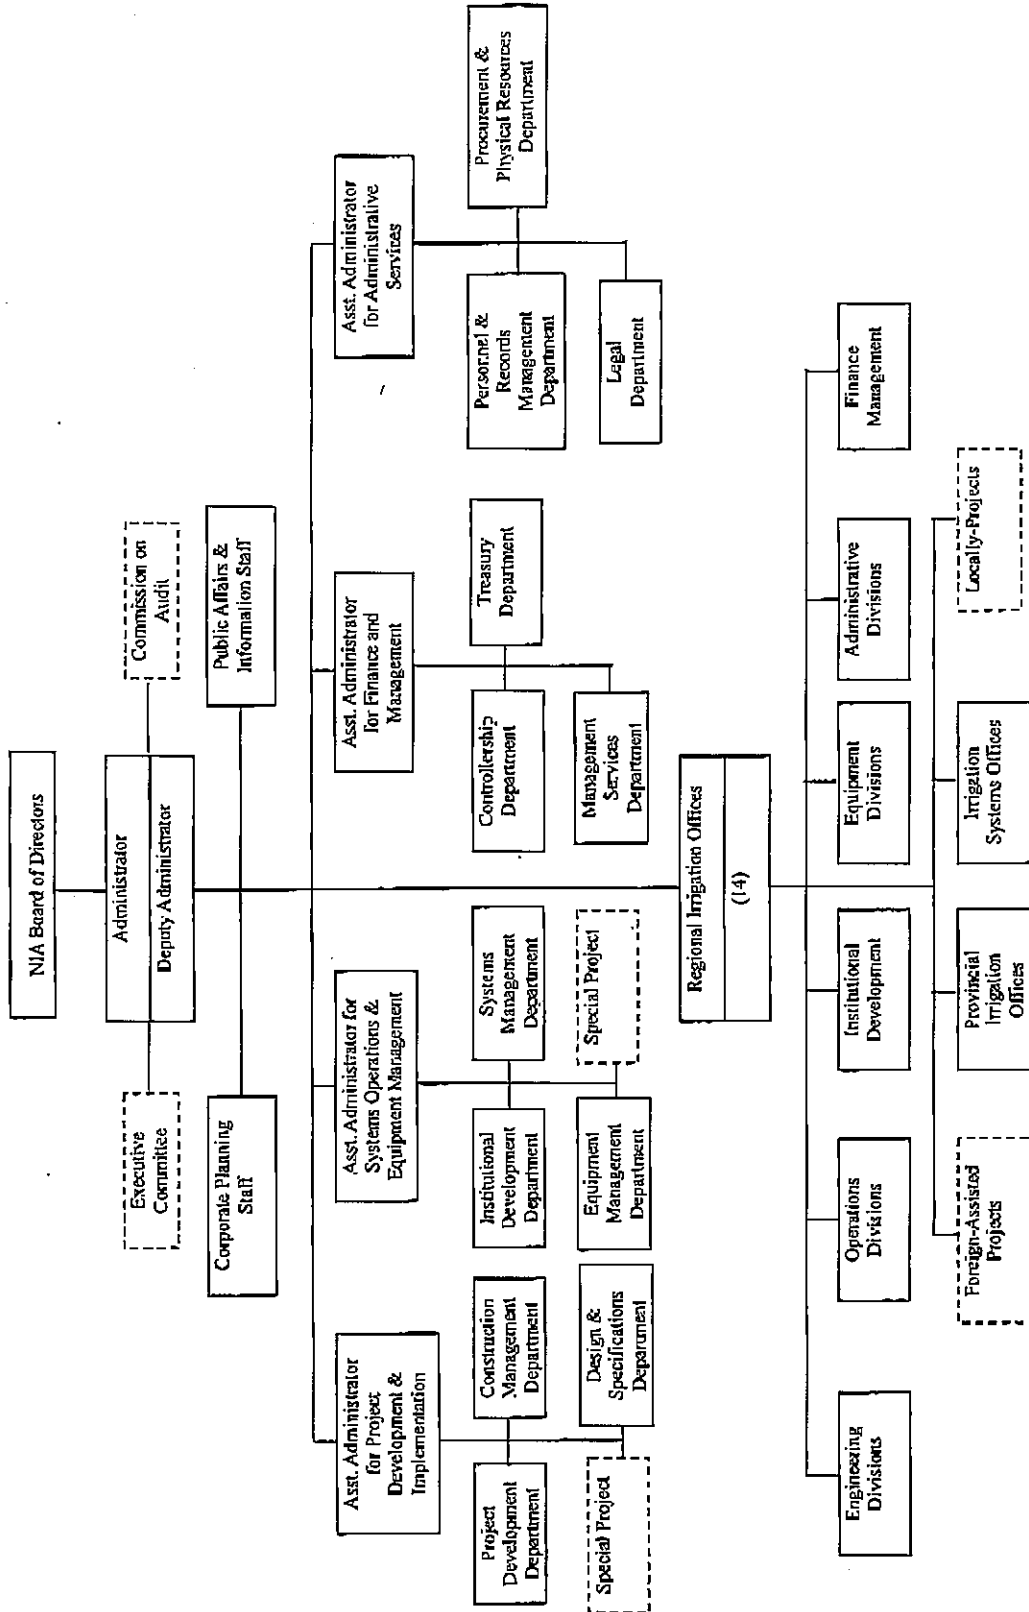 NIA Board of Directors
Administrator
Deputy Administrator
Executive
Committee
Commission on
Audit
Corporate Planning
Staff
Public Affairs &
Information Staff
Asst. Administrator
for Project
Development &
Implementation
Asst. Administrator for
Systems Operations &
Equipment Management
Asst. Administrator
for Finance and
Management
Asst. Administrator
for Administrative
Services
Project
Development
Department
Construction
Management
Department
Institutional
Development
Department
Systems
Management
Department
Controllership
Department
Treasury
Department
Personnel &
Records
Management
Department
Procurement &
Physical Resources
Department
Special Project
Design &
Specifications
Department
Equipment
Management
Department
Special Project
Management
Services
Department
Legal
Department
Regional Irrigation Offices
(14)
Engineering
Divisions
Operations
Divisions
Institutional
Development
Equipment
Divisions
Administrative
Divisions
Finance
Management
Foreign-Assisted
Projects
Provincial
Irrigation
Offices
Irrigation
Systems Offices
Locally-Projects